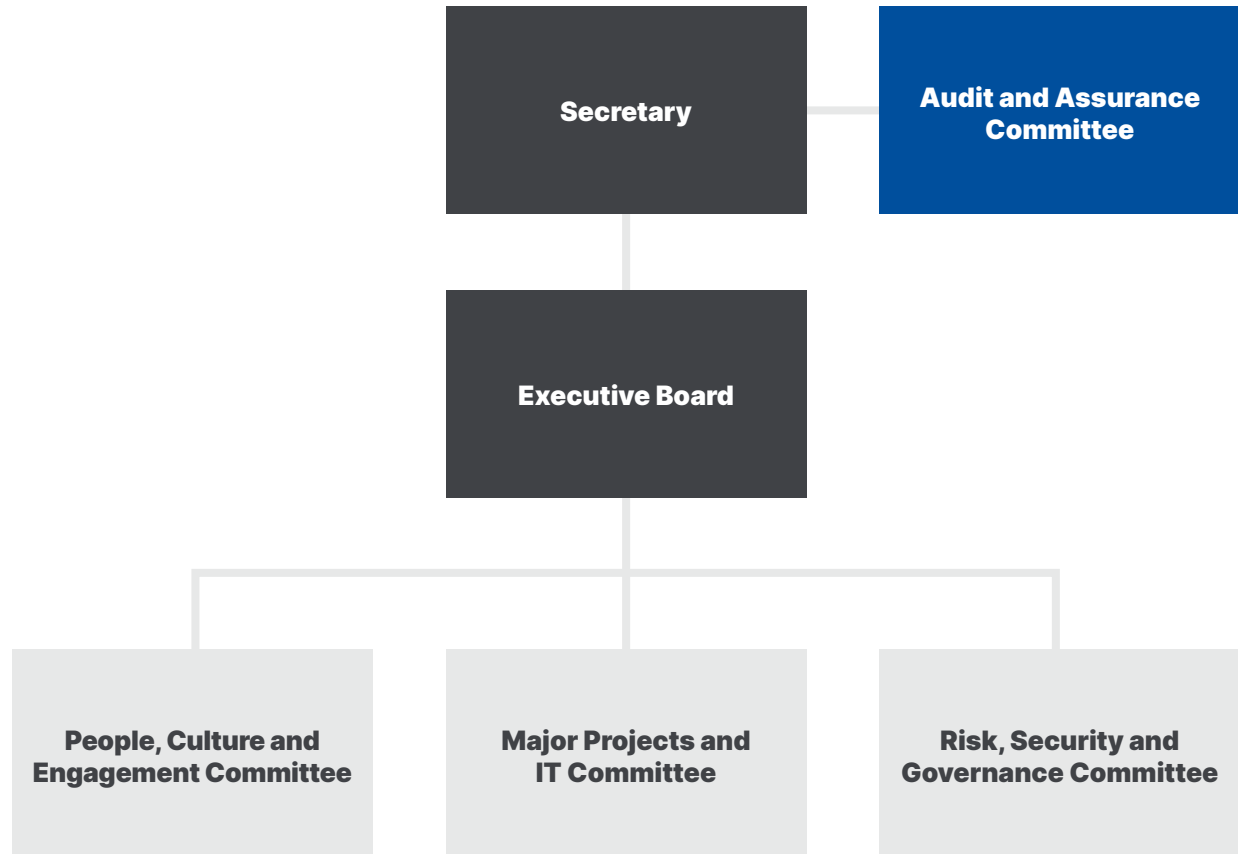 Secretary
Audit and Assurance
Committee
Executive Board
People, Culture and
Engagement Committee
Major Projects and
IT Committee
Risk, Security and
Governance Committee